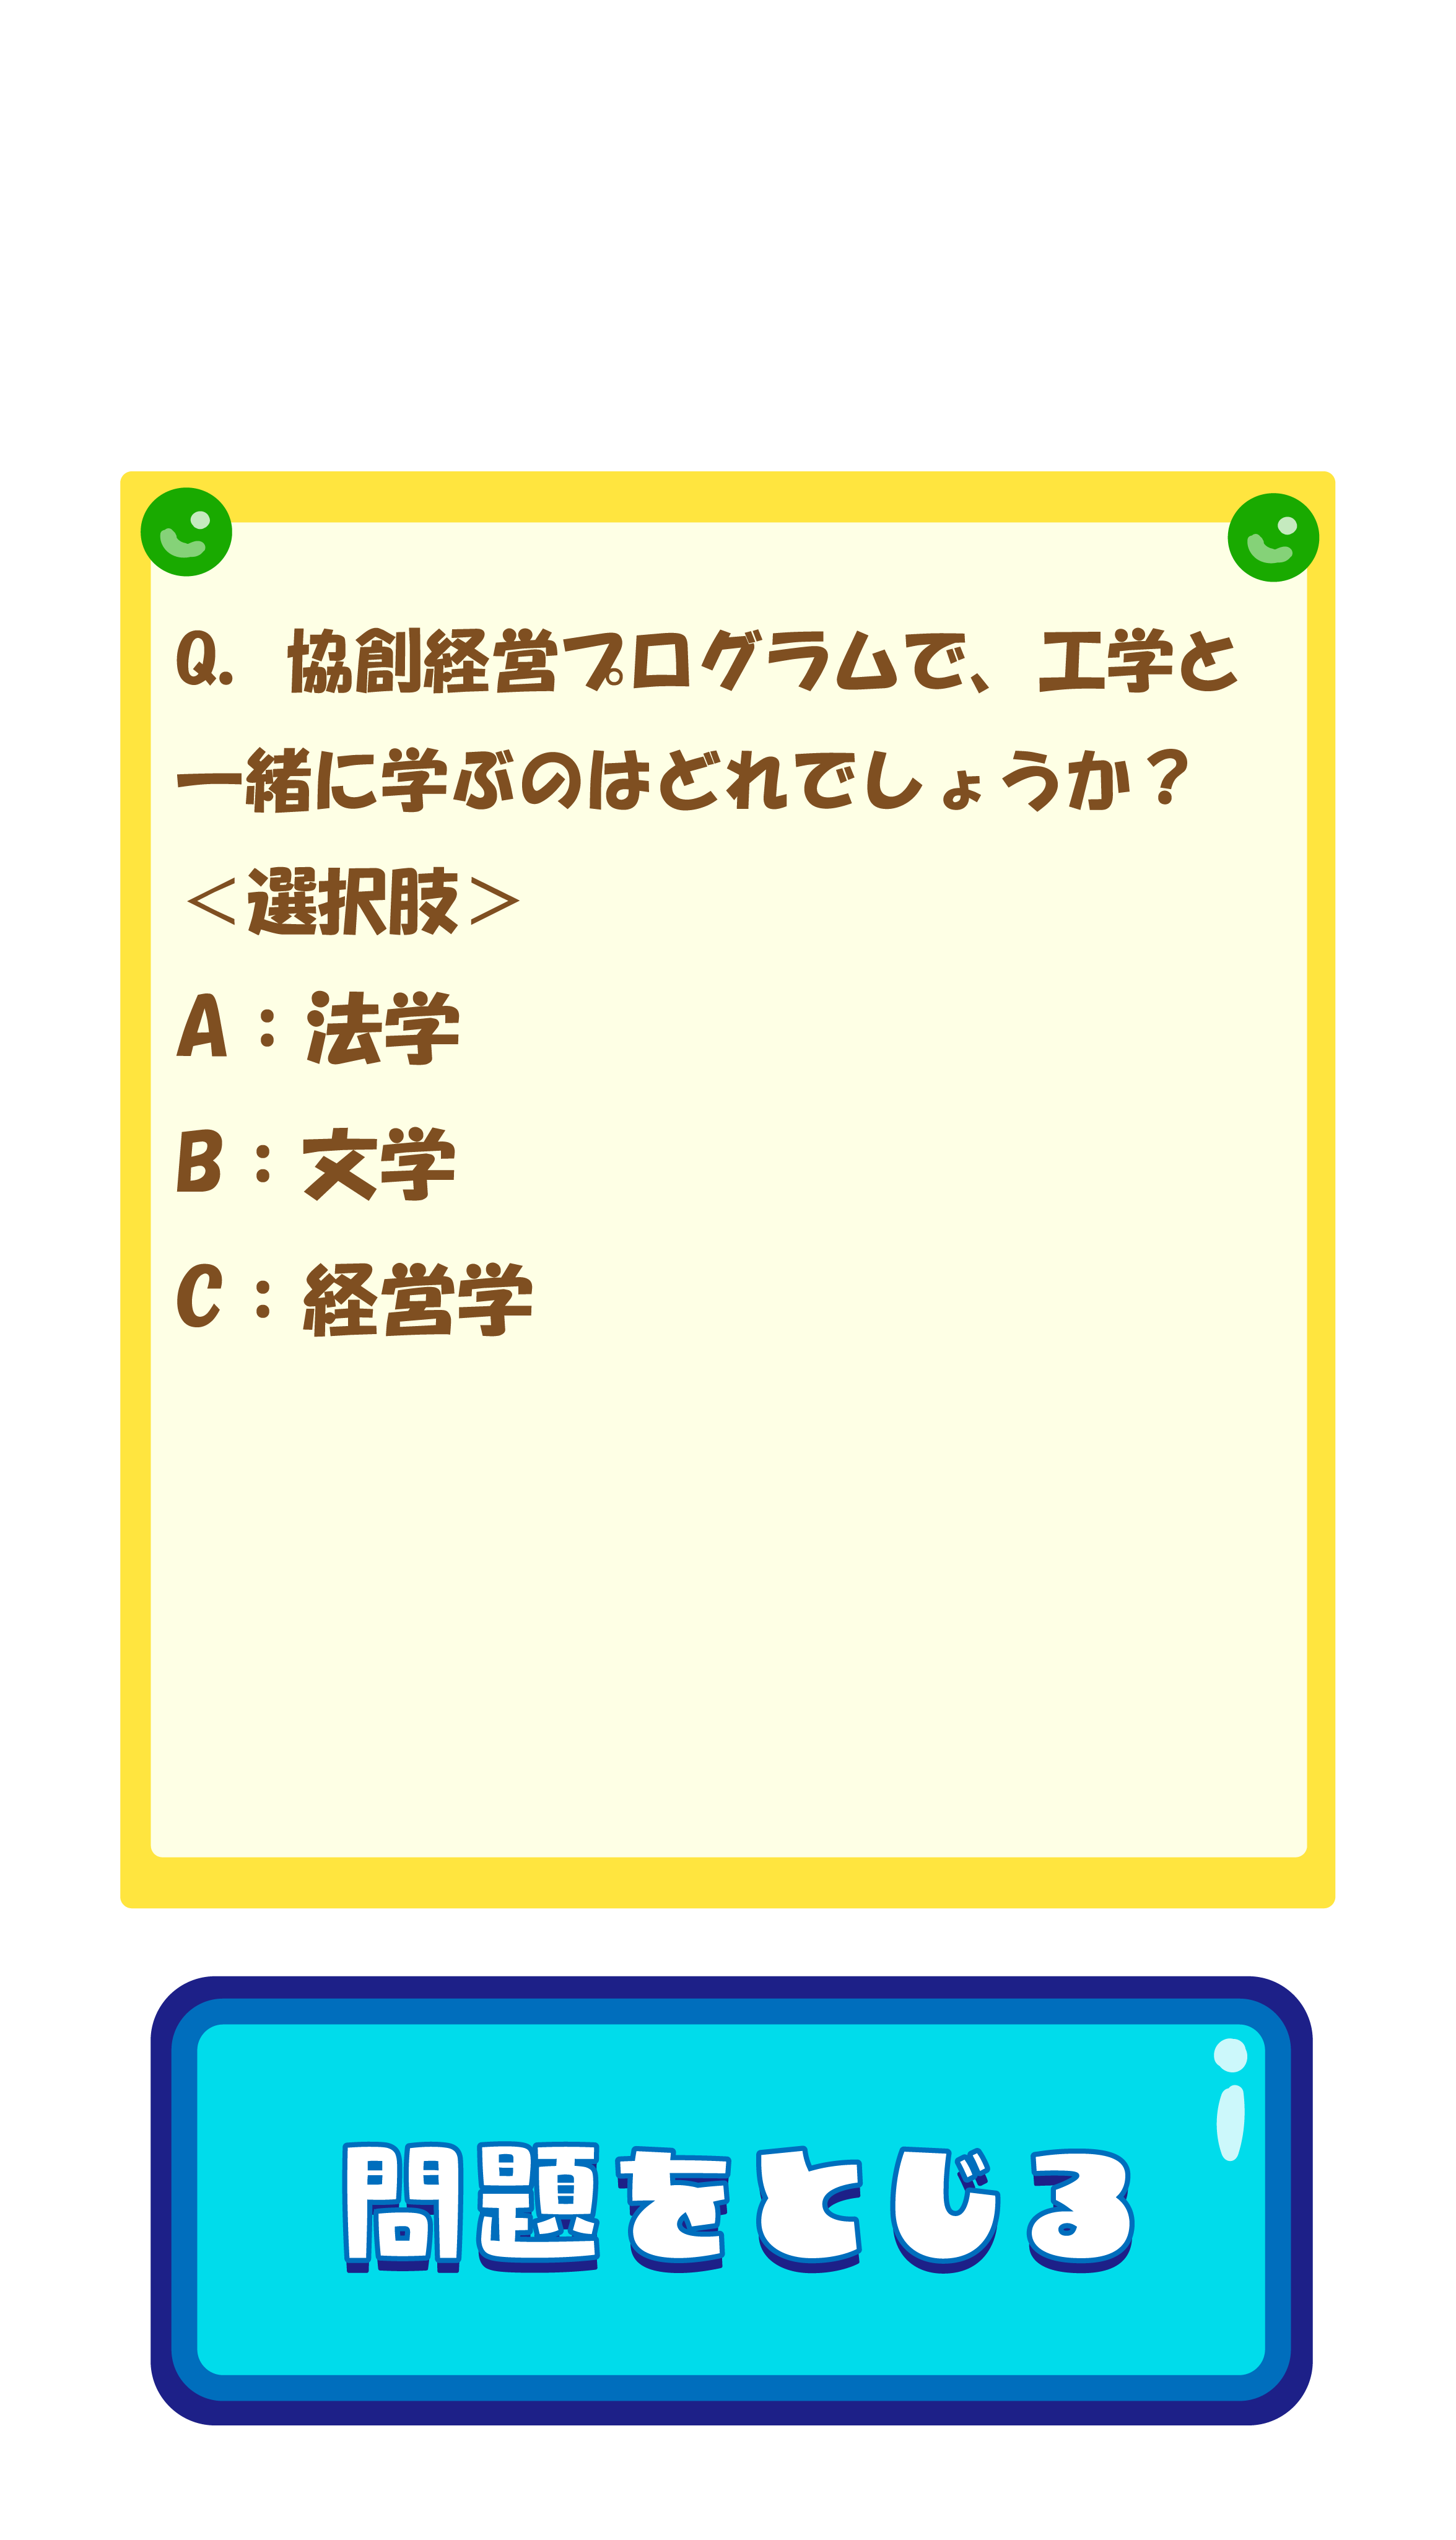 Q. 協創経営プログラムで、工学と
一緒に学ぶのはどれでしょうか？
＜選択肢＞
A：法学
B：文学
C：経営学
問題をとじる